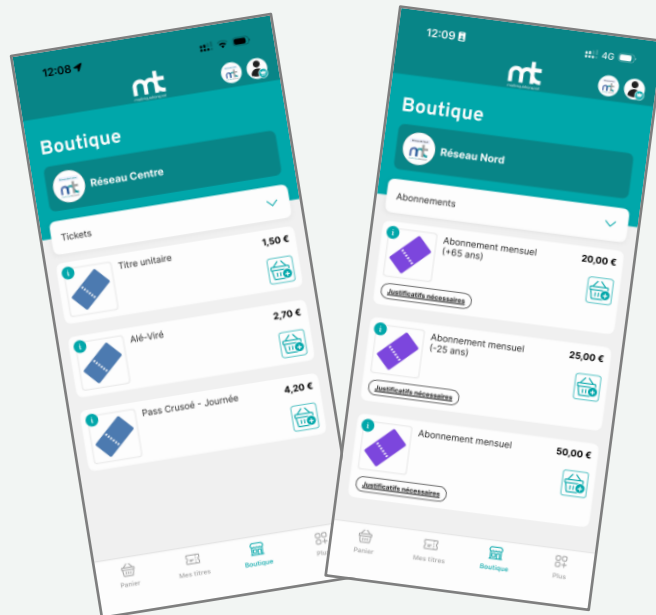 12:08
mt
Boutique
mt
Réseau Centre
Tickets
Titre unitaire
1,50 €
Alé-Viré
2,70 €
Pass Crusoé - Journée
4,20 €
Panier
Mes titres
Boutique
Plus
12:09
4G
mt
Boutique
mt
Réseau Nord
Abonnements
Abonnement mensuel
(+65 ans)
20,00 €
Justificatifs nécessaires
Abonnement mensuel
(-25 ans)
25,00 €
Justificatifs nécessaires
Abonnement mensuel
50,00 €
Justificatifs nécessaires
Panier
Mes titres
Boutique
Plus